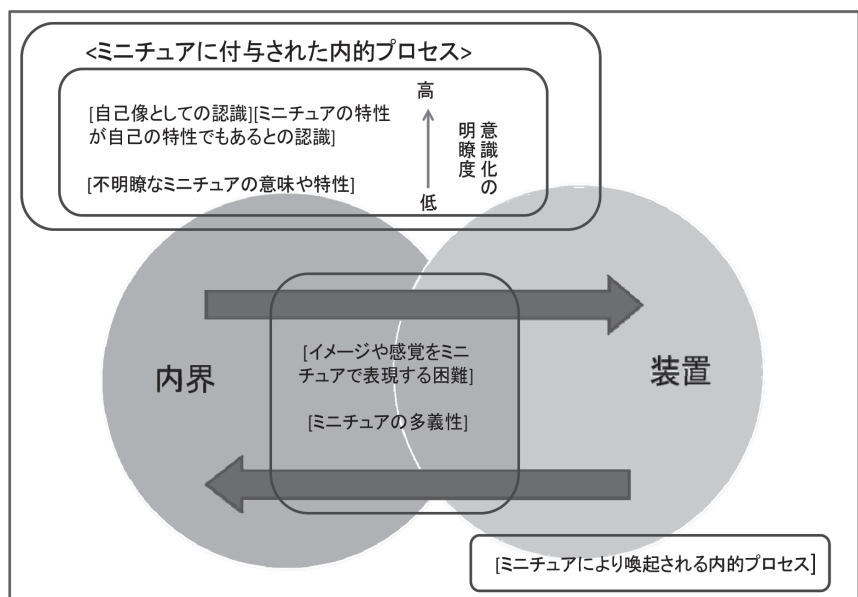 <ミニチュアに付与された内的プロセス>
[自己像としての認識][ミニチュアの特性
が自己の特性でもあるとの認識]
[不明瞭なミニチュアの意味や特性]
高
低
意識化の
明瞭度
内界
[イメージや感覚をミニ
チュアで表現する困難]
[ミニチュアの多義性]
装置
[ミニチュアにより喚起される内的プロセス]